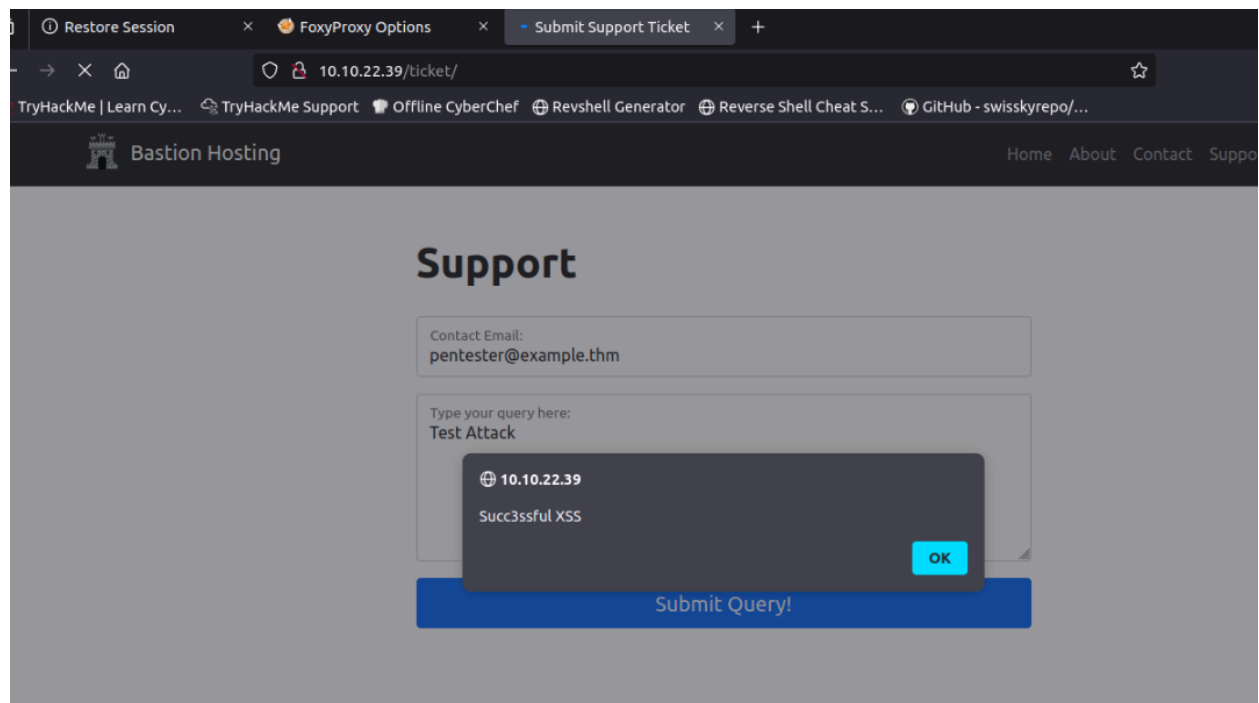 Restore Session
FoxyProxy Options
Submit Support Ticket
10.10.22.39/ticket/
TryHackMe | Learn Cy...
TryHackMe Support
Offline CyberChef
Revshell Generator
Reverse Shell Cheat S...
GitHub - swisskyrepo/...
Bastion Hosting
Home About Contact Suppo
Support
Contact Email:
pentester@example.thm
Type your query here:
Test Attack
10.10.22.39
Succ3ssful XSS
OK
Submit Query!